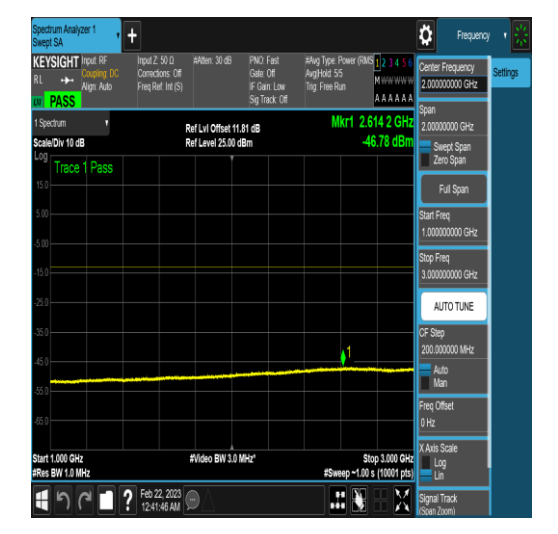 Spectrum Analyzer 1
Swept SA
Frequency
KEYSIGHT Input: RF
Coupling: DC
Align: Auto
RL
LXI PASS
Input Z: 50 Ω
Corrections: Off
Freq Ref: Int (S)
#Atten: 30 dB
PNO: Fast
Gate: Off
IF Gain: Low
Sig Track: Off
#Avg Type: Power (RMS
Avg|Hold: 5/5
Trig: Free Run
1 2 3 4 5 6
M W W W W W
A A A A A A
1 Spectrum
Scale/Div 10 dB
Ref Lvl Offset 11.81 dB
Ref Level 25.00 dBm
Mkr1 2.614 2 GHz
-46.78 dBm
Log
Trace 1 Pass
15.0
5.00
-5.00
-15.0
-25.0
-35.0
-45.0
-55.0
-65.0
1
Start 1.000 GHz
#Res BW 1.0 MHz
#Video BW 3.0 MHz*
Stop 3.000 GHz
#Sweep ~1.00 s (10001 pts)
Feb 22, 2023
12:41:46 AM
Center Frequency
2.000000000 GHz
Settings
Span
2.00000000 GHz
Swept Span
Zero Span
Full Span
Start Freq
1.000000000 GHz
Stop Freq
3.000000000 GHz
AUTO TUNE
CF Step
200.000000 MHz
Auto
Man
Freq Offset
0 Hz
X Axis Scale
Log
Lin
Signal Track
(Span Zoom)